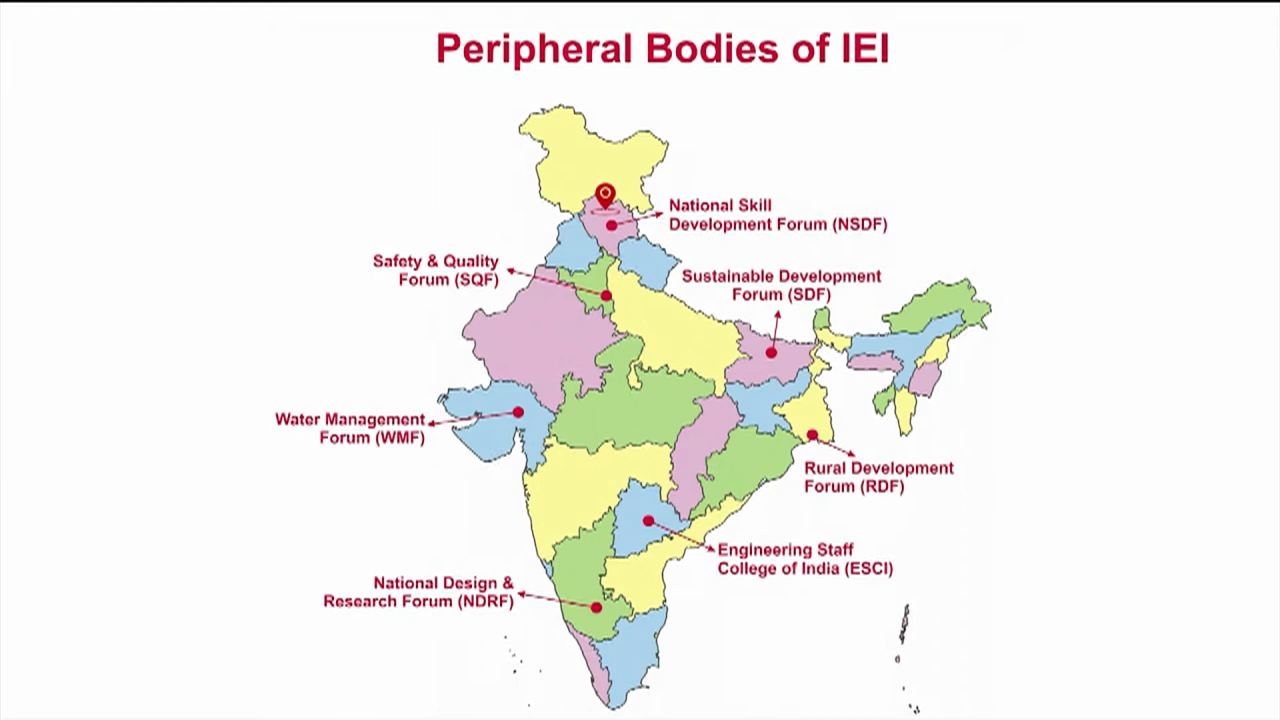 Peripheral Bodies of IEI
National Skill
Development Forum (NSDF)
Safety & Quality
Forum (SQF)
Sustainable Development
Forum (SDF)
Water Management
Forum (WMF)
Rural Development
Forum (RDF)
Engineering Staff
College of India (ESCI)
National Design &
Research Forum (NDRF)